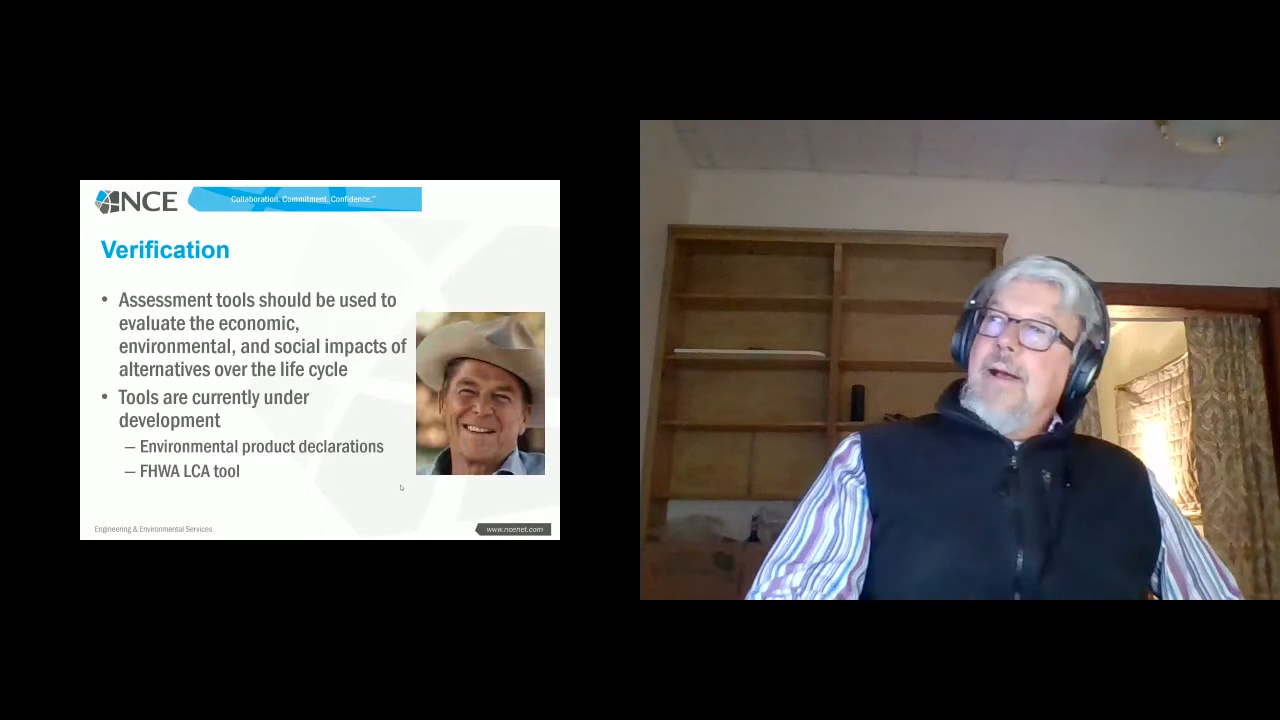 NCE
Collaboration. Commitment. Confidence.™
Verification
• Assessment tools should be used to
evaluate the economic,
environmental, and social impacts of
alternatives over the life cycle
• Tools are currently under
development
– Environmental product declarations
– FHWA LCA tool
Engineering & Environmental Services
www.ncenet.com